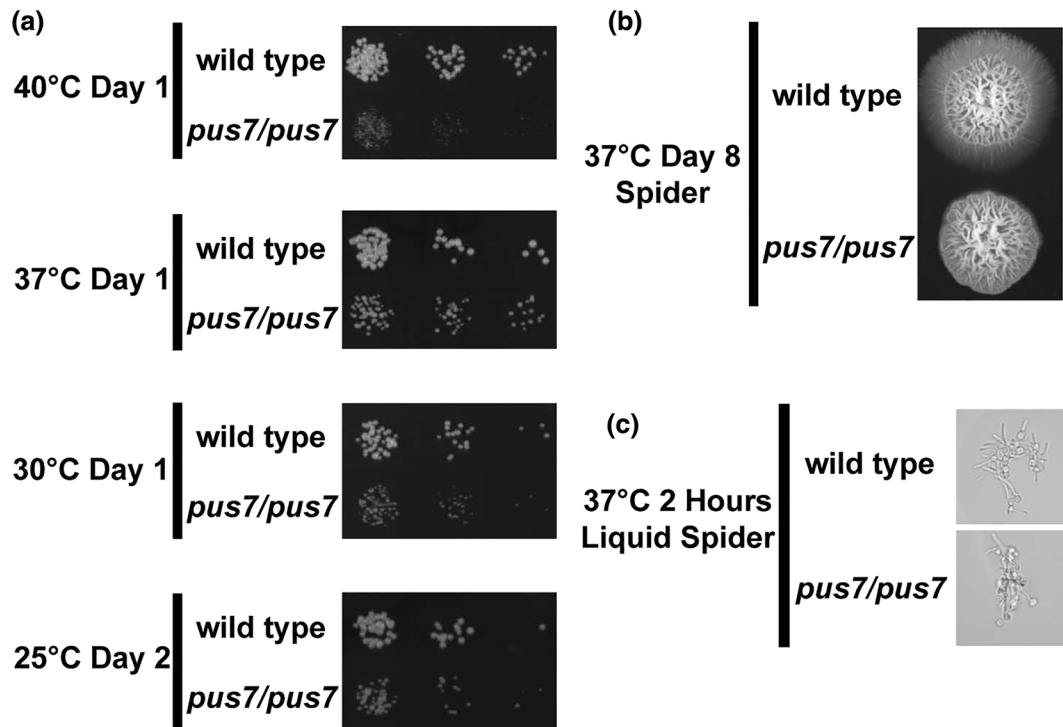 (a)
40°C Day 1
wild type
pus7/pus7
37°C Day 1
wild type
pus7/pus7
30°C Day 1
wild type
pus7/pus7
25°C Day 2
wild type
pus7/pus7
(b)
37°C Day 8
Spider
wild type
pus7/pus7
(c)
37°C 2 Hours
Liquid Spider
wild type
pus7/pus7